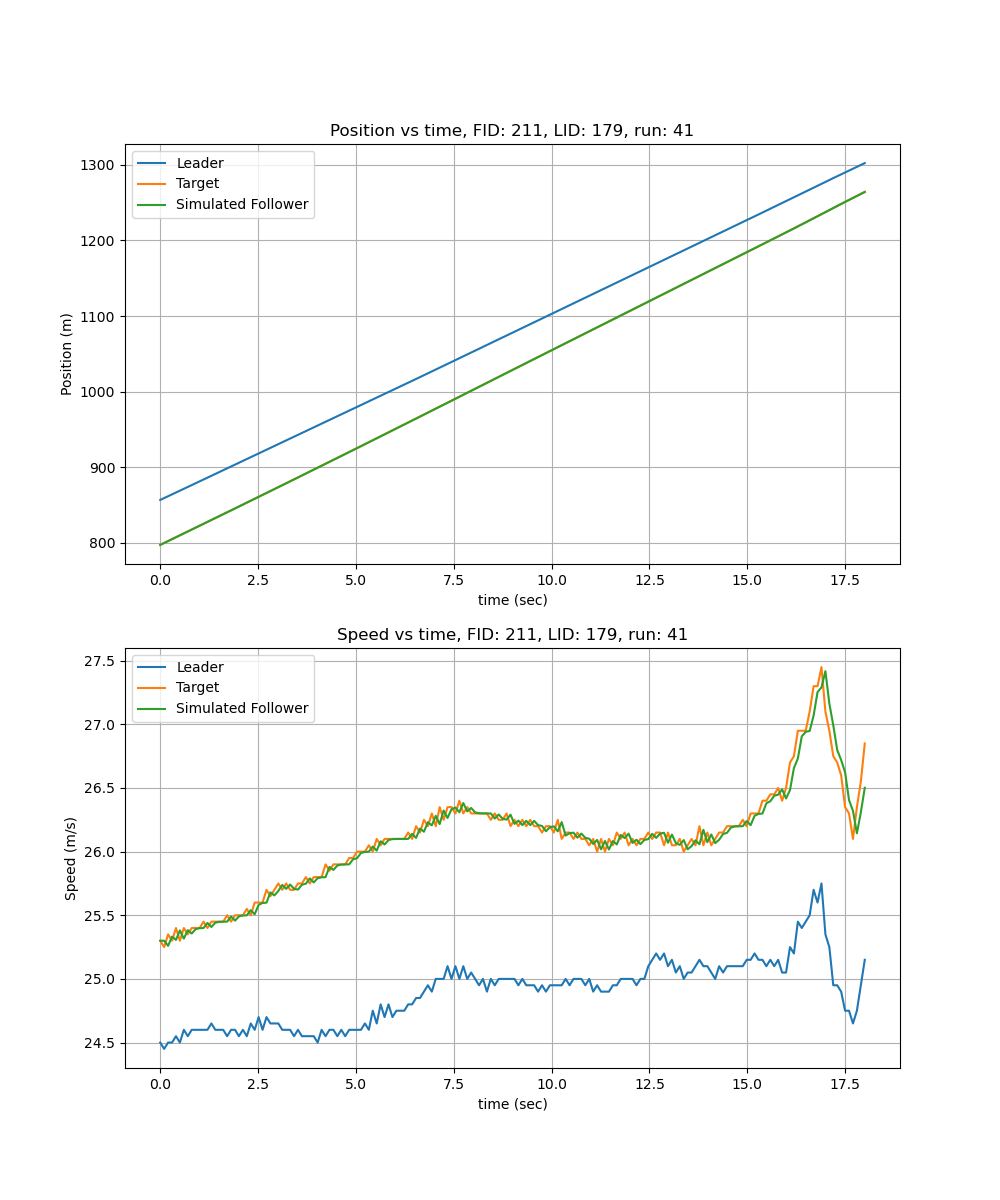 Position vs time, FID: 211, LID: 179, run: 41
Leader
Target
Simulated Follower
1300
1200
1100
1000
900
800
Position (m)
0.0 2.5 5.0 7.5 10.0 12.5 15.0 17.5
time (sec)
Speed vs time, FID: 211, LID: 179, run: 41
Leader
Target
Simulated Follower
27.5
27.0
26.5
26.0
25.5
25.0
24.5
Speed (m/s)
0.0 2.5 5.0 7.5 10.0 12.5 15.0 17.5
time (sec)